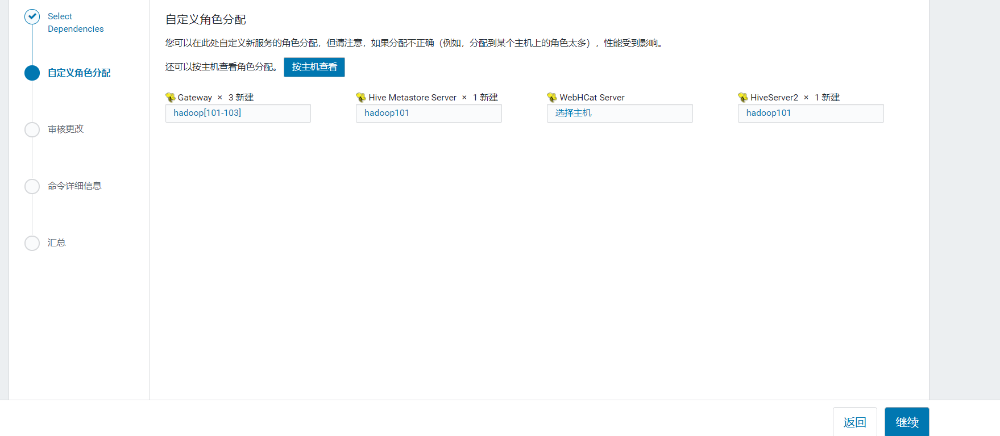 Select
Dependencies
自定义角色分配
审核更改
命令详细信息
汇总
自定义角色分配
您可以在此处自定义新服务的角色分配，但请注意，如果分配不正确（例如，分配到某个主机上的角色太多），性能受到影响。
还可以按主机查看角色分配。 按主机查看
Gateway × 3 新建
hadoop[101-103]
Hive Metastore Server × 1 新建
hadoop101
WebHCat Server
选择主机
HiveServer2 × 1 新建
hadoop101
返回
继续